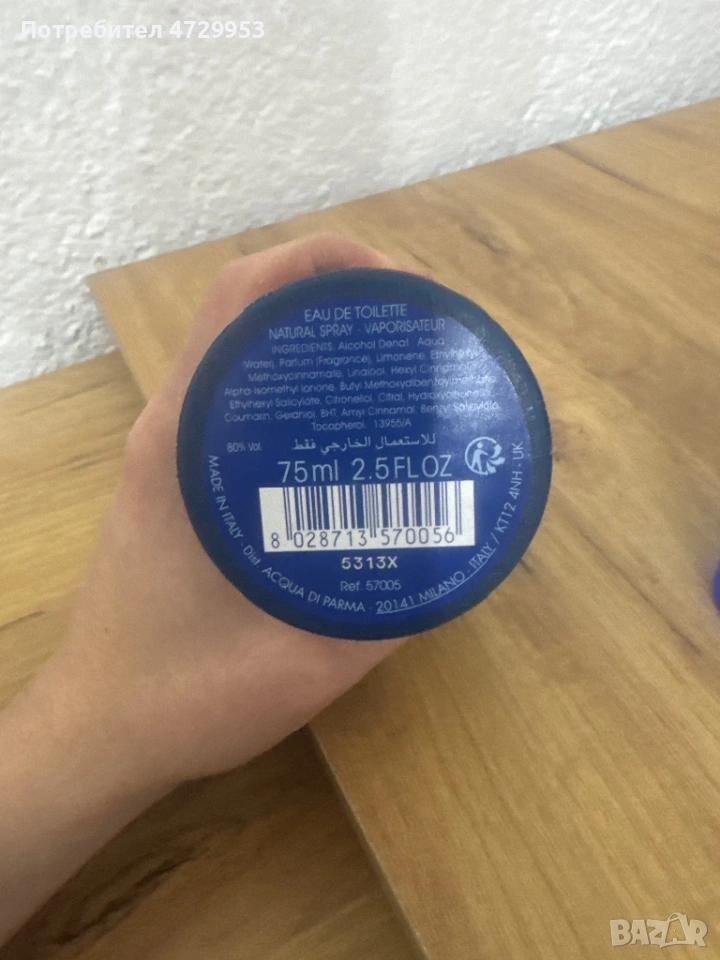 Потребител 4729953
EAU DE TOILETTE
NATURAL SPRAY - VAPORISATEUR
INGREDIENTS: Alcohol Denat. Aqua
(Water), Parfum (Fragrance), Limonene, Ethylhexyl
Methoxycinnamate, Linalool, Hexyl Cinnamal,
Alpha-Isomethyl Ionone, Butyl Methoxydibenzoylmethane,
Ethylhexyl Salicylate, Citronellol, Citral,
Coumarin, Geraniol, BHT, Amyl Cinnamal, Benzyl Salicylate,
Tocopherol. 13955/A
80% Vol.
للاستعمال الخارجي فقط
75ml 2.5FL OZ
8 028713 570056
5313X
Ref. 57005
MADE IN ITALY - Dist. ACQUA DI PARMA - 20141 MILANO - ITALY / KT12 4NH - UK
BAZAR